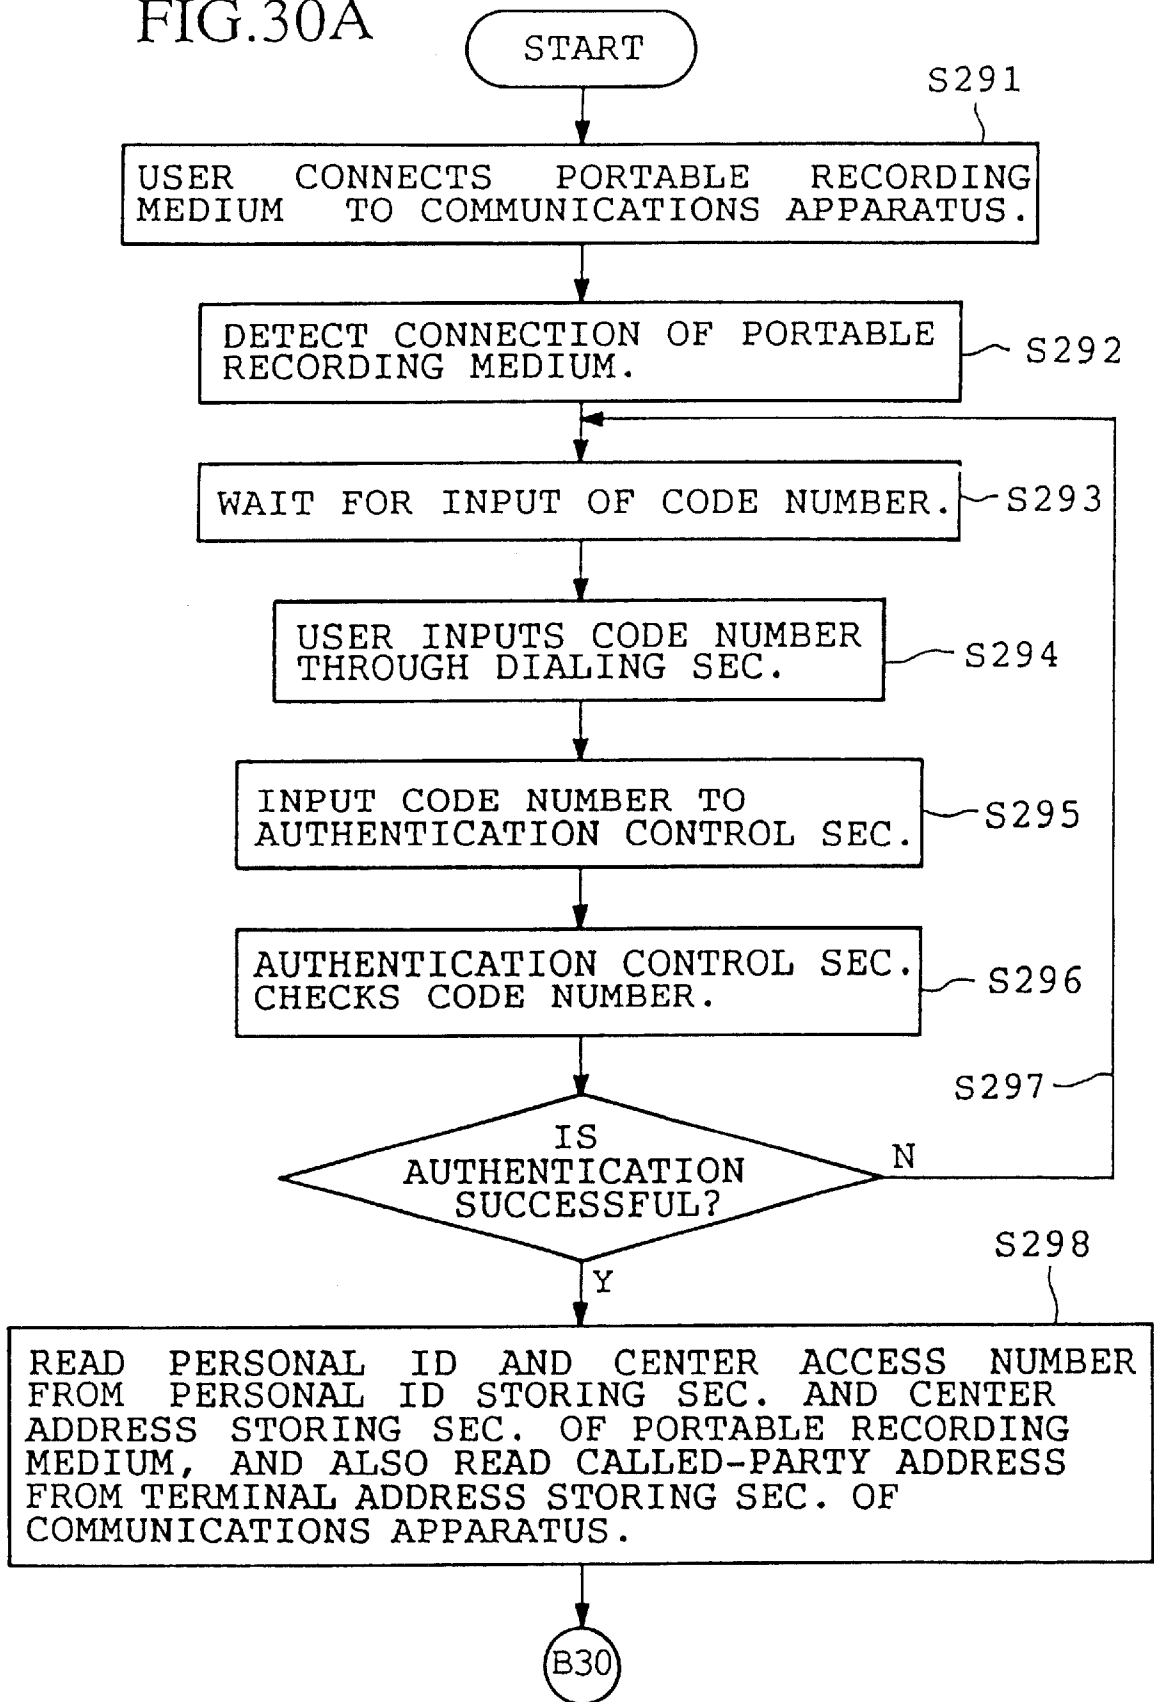 FIG.30A
START
S291
USER CONNECTS PORTABLE RECORDING
MEDIUM TO COMMUNICATIONS APPARATUS.
DETECT CONNECTION OF PORTABLE
RECORDING MEDIUM.
S292
WAIT FOR INPUT OF CODE NUMBER.
S293
USER INPUTS CODE NUMBER
THROUGH DIALING SEC.
S294
INPUT CODE NUMBER TO
AUTHENTICATION CONTROL SEC.
S295
AUTHENTICATION CONTROL SEC.
CHECKS CODE NUMBER.
S296
S297
IS
AUTHENTICATION
SUCCESSFUL?
N
Y
S298
READ PERSONAL ID AND CENTER ACCESS NUMBER
FROM PERSONAL ID STORING SEC. AND CENTER
ADDRESS STORING SEC. OF PORTABLE RECORDING
MEDIUM, AND ALSO READ CALLED-PARTY ADDRESS
FROM TERMINAL ADDRESS STORING SEC. OF
COMMUNICATIONS APPARATUS.
B30